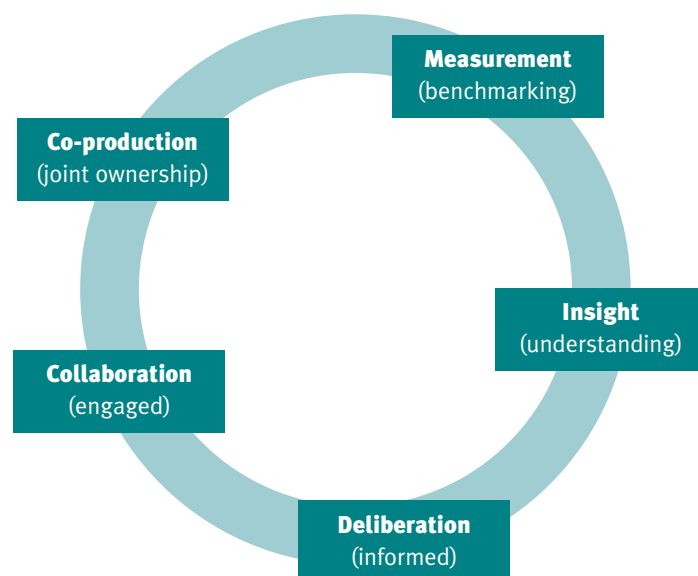 Measurement
(benchmarking)
Co-production
(joint ownership)
Insight
(understanding)
Collaboration
(engaged)
Deliberation
(informed)